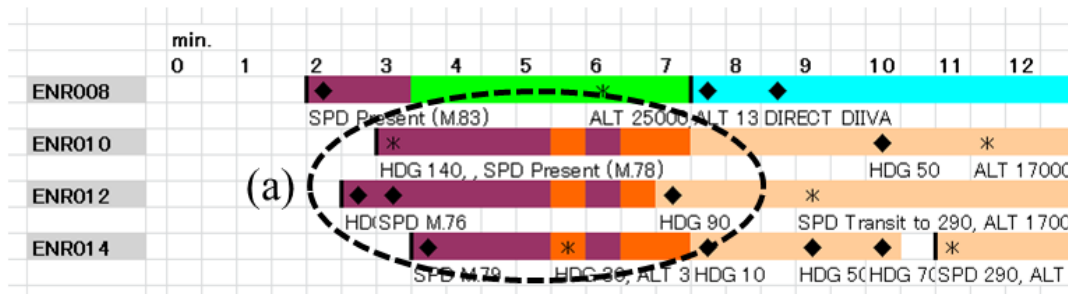 min.
0 1 2 3 4 5 6 7 8 9 10 11 12
ENR008
SPD Present (M.83) ALT 25000, ALT 13 DIRECT DIIVA
ENR010
HDG 140, , SPD Present (M.78) HDG 50 ALT 17000
(a)
ENR012
HD(SPD M.76 HDG 90 SPD Transit to 290, ALT 1700
ENR014
SPD M.79 HDG 30, ALT 3 HDG 10 HDG 5( HDG 7( SPD 290, ALT